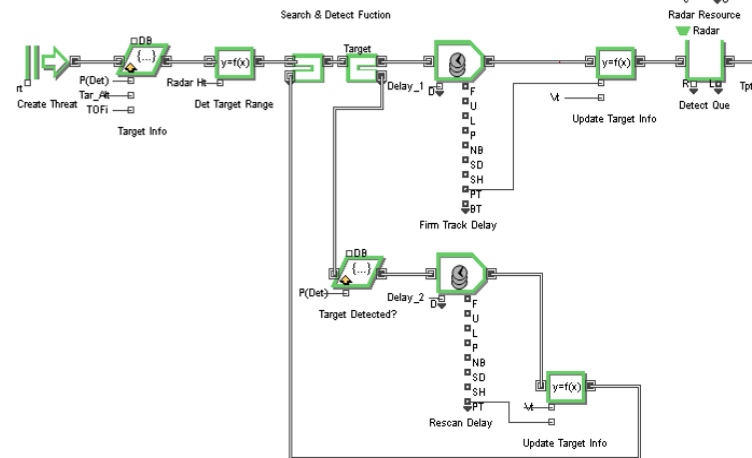 Search & Detect Fuction
Radar Resource
Radar
DB
{...}
Target
P(Det)
Tar_Alt
TOFi
Radar Ht
y=f(x)
Delay_1
D
F
U
L
P
NB
SD
SH
PT
BT
y=f(x)
Vt
R
L
Tpt
rt
Create Threat
Det Target Range
Target Info
Update Target Info
Detect Que
Firm Track Delay
DB
{...}
P(Det)
Target Detected?
Delay_2
D
F
U
L
P
NB
SD
SH
PT
Rescan Delay
y=f(x)
Vt
Update Target Info